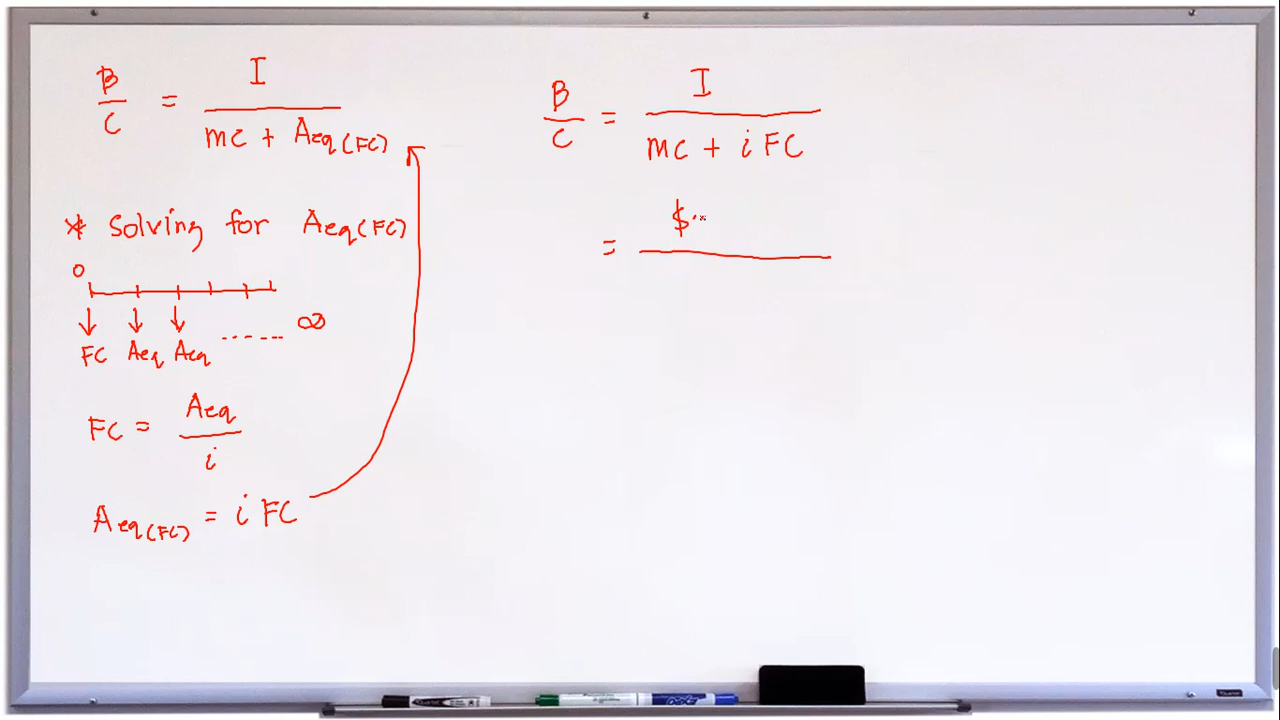 B/C = I / (mc + Aeq(FC))
* Solving for Aeq(FC)
0
∞
FC Aeq Aeq ......
FC = Aeq / i
Aeq(FC) = i FC
B/C = I / (mc + i FC)
= $..